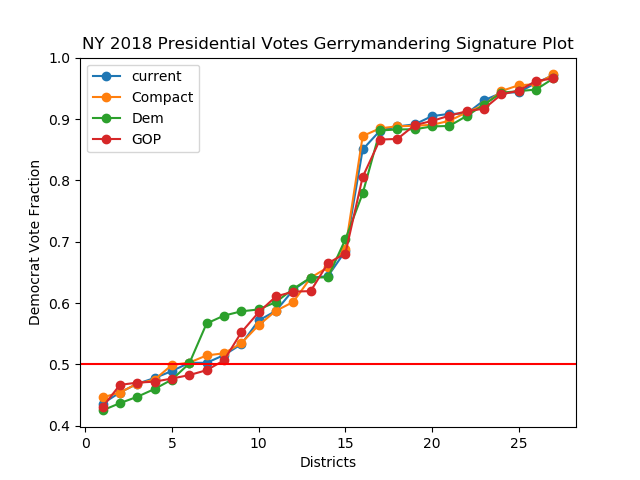 NY 2018 Presidential Votes Gerrymandering Signature Plot
current
Compact
Dem
GOP
Democrat Vote Fraction
1.0
0.9
0.8
0.7
0.6
0.5
0.4
0 5 10 15 20 25
Districts